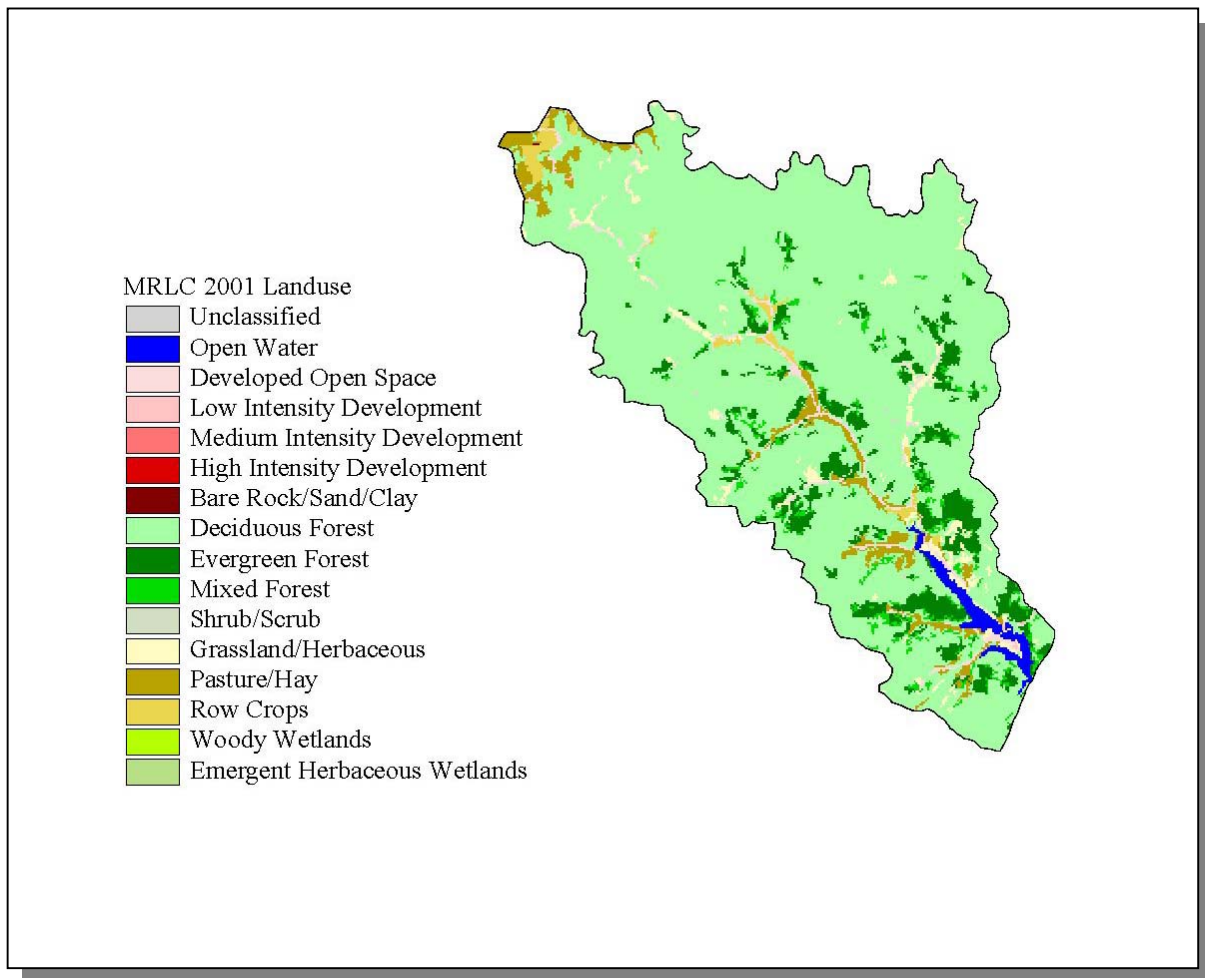 MRLC 2001 Landuse
Unclassified
Open Water
Developed Open Space
Low Intensity Development
Medium Intensity Development
High Intensity Development
Bare Rock/Sand/Clay
Deciduous Forest
Evergreen Forest
Mixed Forest
Shrub/Scrub
Grassland/Herbaceous
Pasture/Hay
Row Crops
Woody Wetlands
Emergent Herbaceous Wetlands